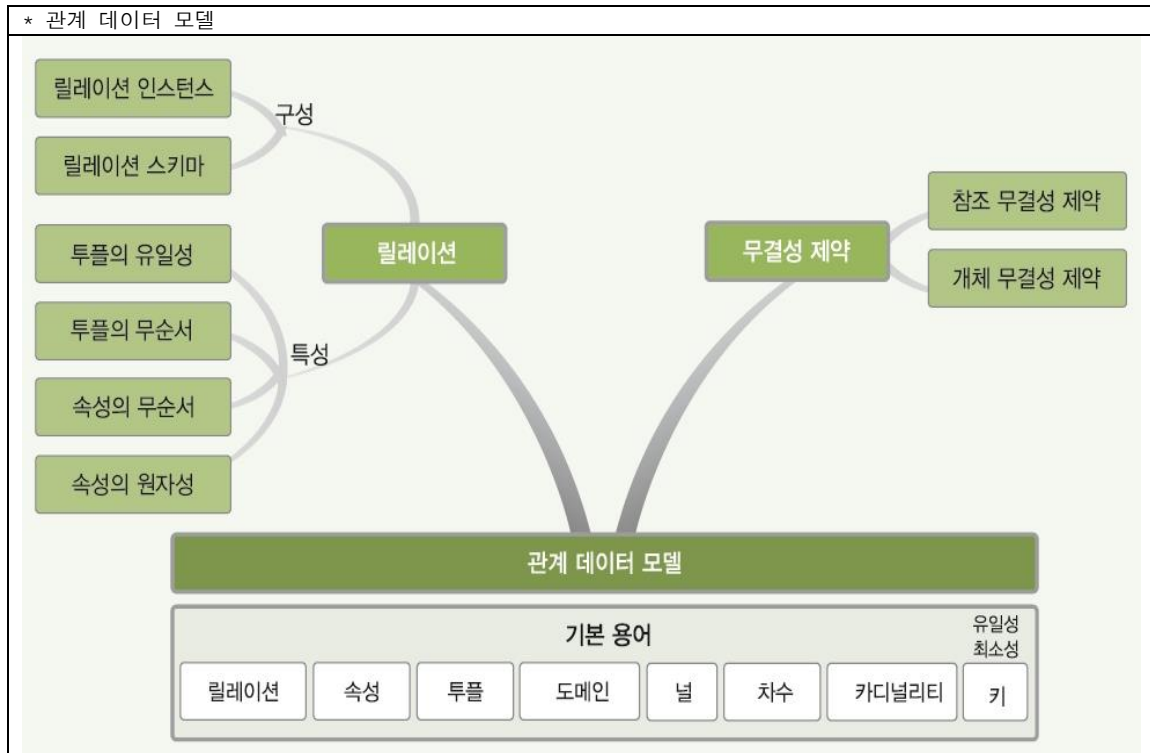 * 관계 데이터 모델
릴레이션 인스턴스
구성
릴레이션 스키마
투플의 유일성
투플의 무순서
특성
속성의 무순서
속성의 원자성
릴레이션
무결성 제약
참조 무결성 제약
개체 무결성 제약
관계 데이터 모델
기본 용어
유일성
최소성
릴레이션 속성 투플 도메인 널 차수 카디널리티 키